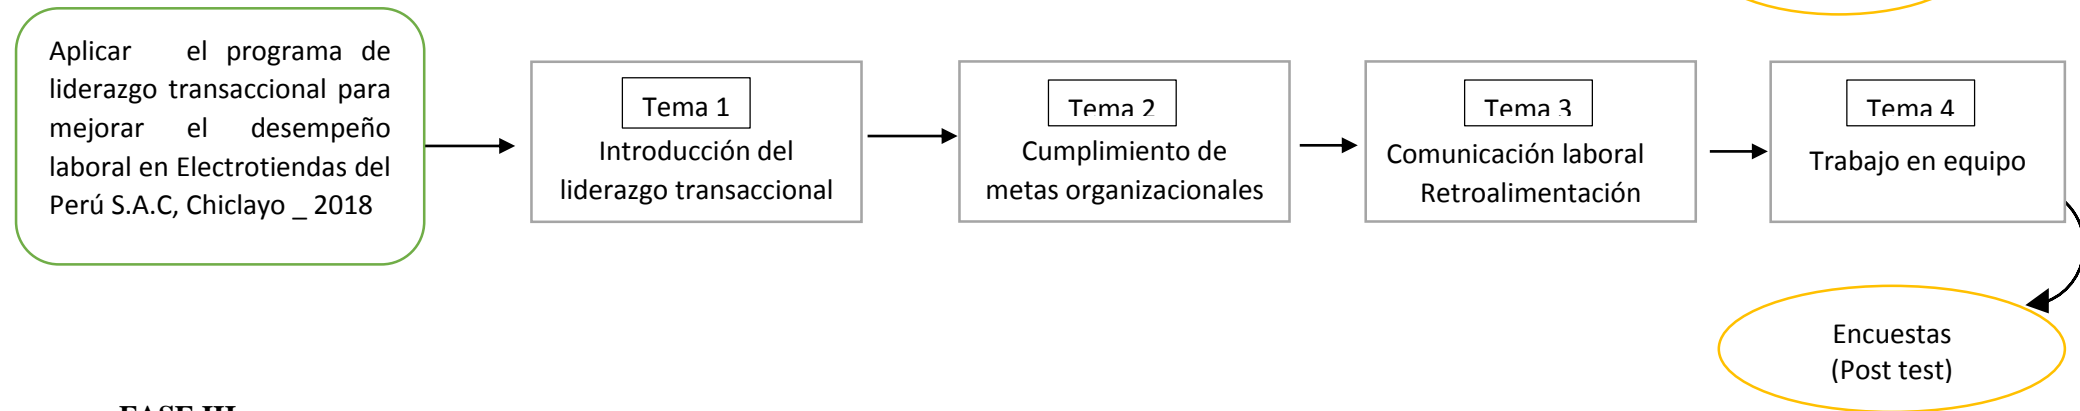 Aplicar el programa de
liderazgo transaccional para
mejorar el desempeño
laboral en Electrotiendas del
Perú S.A.C, Chiclayo _ 2018
Tema 1
Introducción del
liderazgo transaccional
Tema 2
Cumplimiento de
metas organizacionales
Tema 3
Comunicación laboral
Retroalimentación
Tema 4
Trabajo en equipo
Encuestas
(Post test)
FASE III